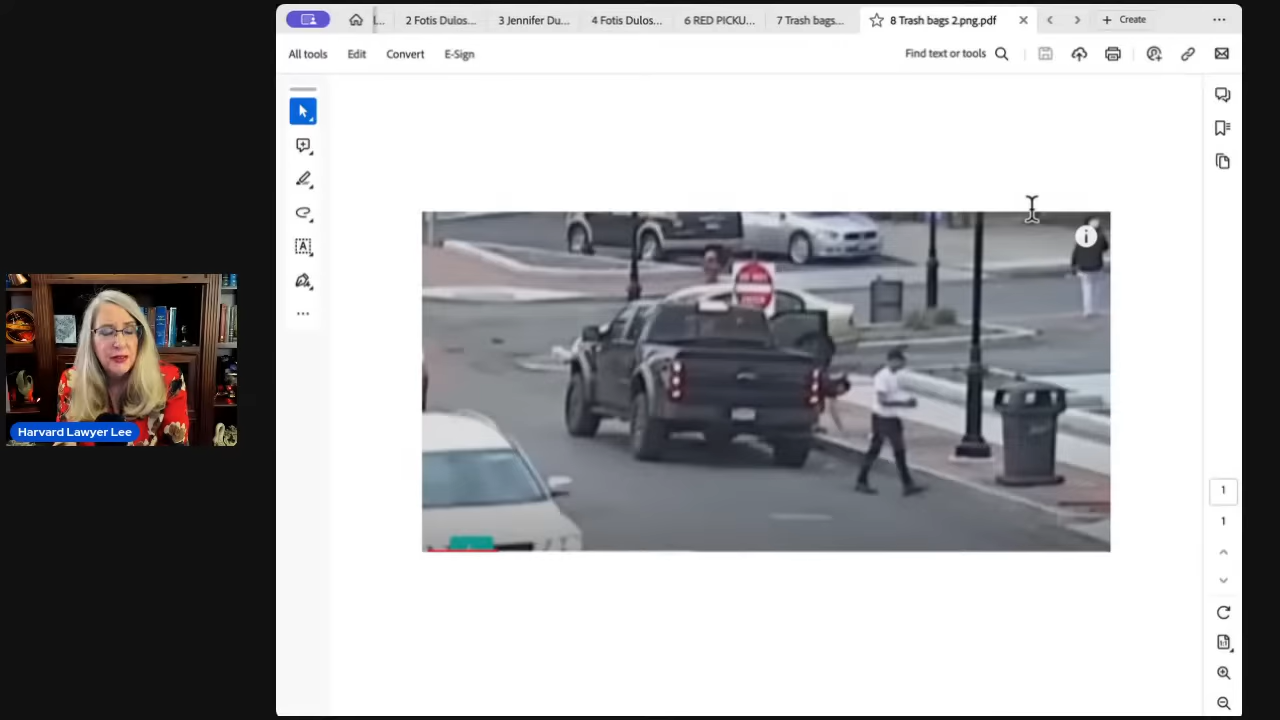 2 Fotis Dulos...
3 Jennifer Du...
4 Fotis Dulos...
6 RED PICKU...
7 Trash bags...
8 Trash bags 2.png.pdf
Create
All tools
Edit
Convert
E-Sign
Find text or tools
Harvard Lawyer Lee
1
1